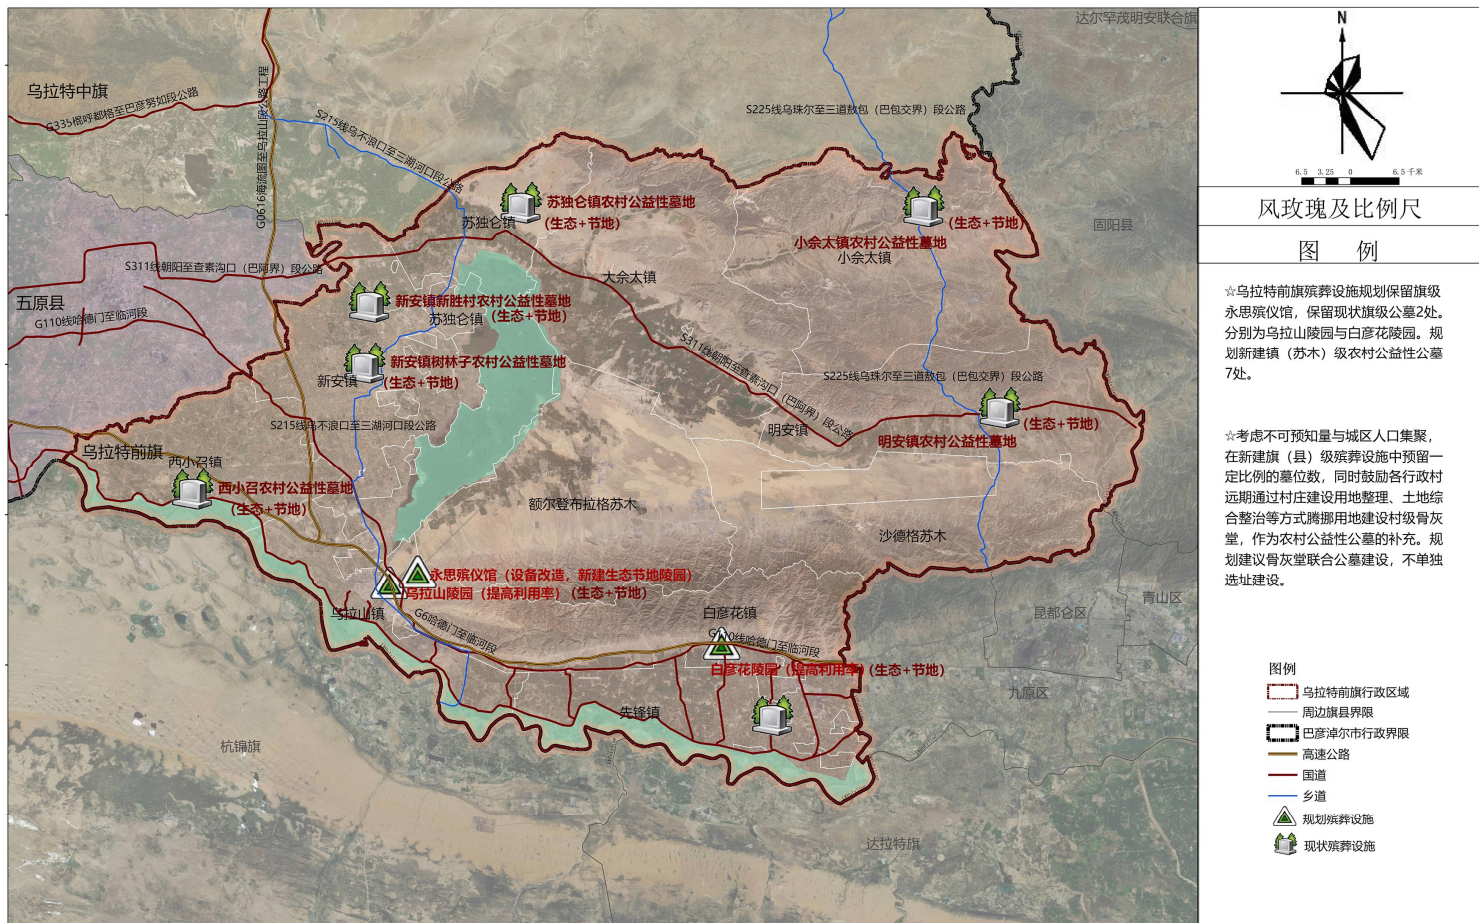 达尔罕茂明安联合旗
乌拉特中旗
G335棍呼都格至巴彦努如段公路
G0616海流图至乌拉山段公路工程
S215线乌不浪口至三湖河口段公路
S225线乌珠尔至三道敖包（巴包交界）段公路
固阳县
苏独仑镇农村公益性墓地
（生态+节地）
苏独仑镇
（生态+节地）
小佘太镇农村公益性墓地
小佘太镇
S311线朝阳至查素沟口（巴阿界）段公路
大佘太镇
五原县
G110线哈德门至临河段
新安镇新胜村农村公益性墓地
苏独仑镇
（生态+节地）
S311线朝阳至查素沟口（巴阿界）段公路
新安镇树林子农村公益性墓地
新安镇
（生态+节地）
S225线乌珠尔至三道敖包（巴包交界）段公路
S215线乌不浪口至三湖河口段公路
明安镇
（生态+节地）
明安镇农村公益性墓地
乌拉特前旗
西小召镇
西小召农村公益性墓地
（生态+节地）
额尔登布拉格苏木
沙德格苏木
永思殡仪馆（设备改造，新建生态节地陵园）
乌拉山陵园（提高利用率）（生态+节地）
乌拉山镇
G6哈德门至临河段
白彦花镇
G110线哈德门至临河段
白彦花陵园（提高利用率）（生态+节地）
先锋镇
昆都仑区
青山区
九原区
杭锦旗
达拉特旗
N
6.5 3.25 0 6.5 千米
风玫瑰及比例尺
图 例
☆乌拉特前旗殡葬设施规划保留旗级
永思殡仪馆，保留现状旗级公墓2处。
分别为乌拉山陵园与白彦花陵园。规
划新建镇（苏木）级农村公益性公墓
7处。
☆考虑不可预知量与城区人口集聚，
在新建旗（县）级殡葬设施中预留一
定比例的墓位数，同时鼓励各行政村
远期通过村庄建设用地整理、土地综
合整治等方式腾挪用地建设村级骨灰
堂，作为农村公益性公墓的补充。规
划建议骨灰堂联合公墓建设，不单独
选址建设。
图例
乌拉特前旗行政区域
周边旗县界限
巴彦淖尔市行政界限
高速公路
国道
乡道
规划殡葬设施
现状殡葬设施